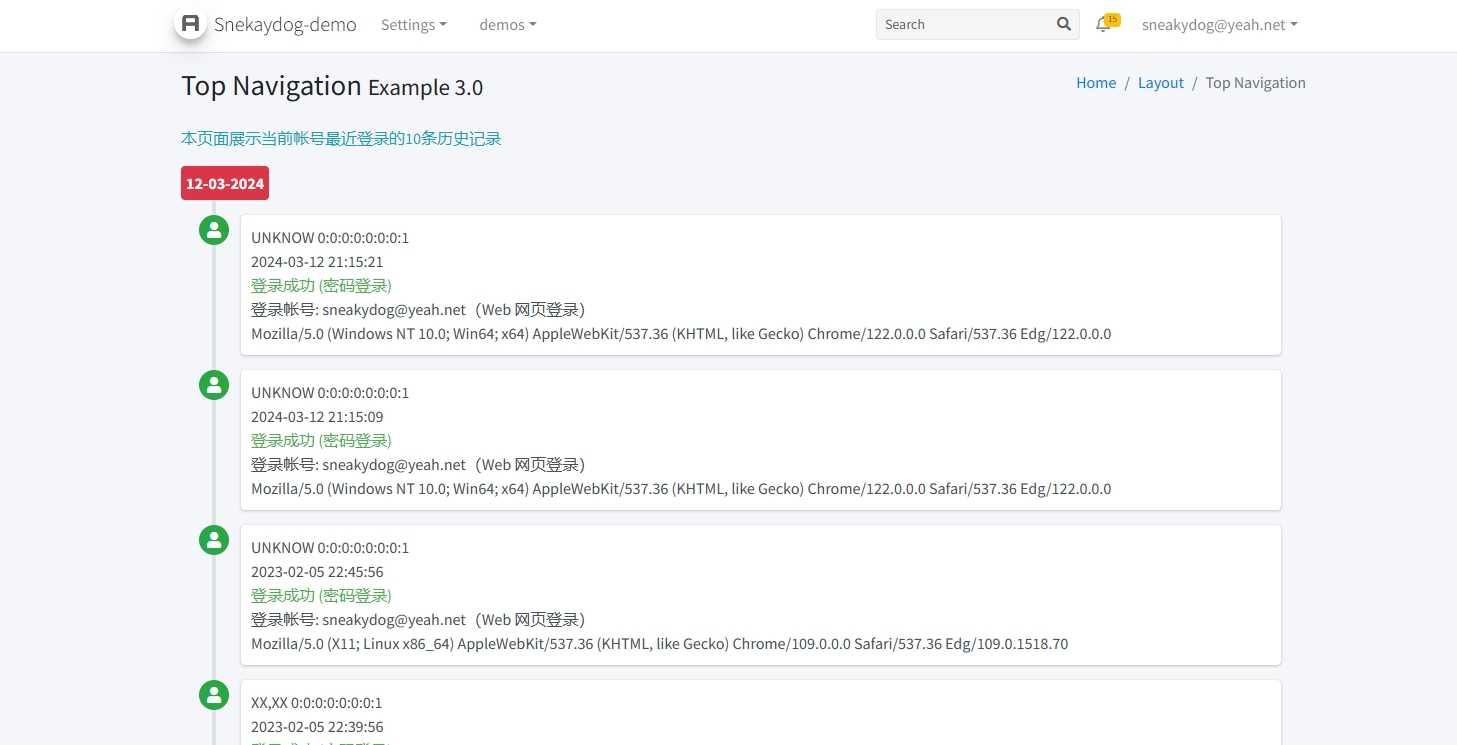 Snekaydog-demo Settings demos Search 15 sneakydog@yeah.net
Top Navigation Example 3.0
Home / Layout / Top Navigation
本页面展示当前帐号最近登录的10条历史记录
12-03-2024
UNKNOW 0:0:0:0:0:0:0:1
2024-03-12 21:15:21
登录成功 (密码登录)
登录帐号: sneakydog@yeah.net（Web 网页登录）
Mozilla/5.0 (Windows NT 10.0; Win64; x64) AppleWebKit/537.36 (KHTML, like Gecko) Chrome/122.0.0.0 Safari/537.36 Edg/122.0.0.0
UNKNOW 0:0:0:0:0:0:0:1
2024-03-12 21:15:09
登录成功 (密码登录)
登录帐号: sneakydog@yeah.net（Web 网页登录）
Mozilla/5.0 (Windows NT 10.0; Win64; x64) AppleWebKit/537.36 (KHTML, like Gecko) Chrome/122.0.0.0 Safari/537.36 Edg/122.0.0.0
UNKNOW 0:0:0:0:0:0:0:1
2023-02-05 22:45:56
登录成功 (密码登录)
登录帐号: sneakydog@yeah.net（Web 网页登录）
Mozilla/5.0 (X11; Linux x86_64) AppleWebKit/537.36 (KHTML, like Gecko) Chrome/109.0.0.0 Safari/537.36 Edg/109.0.1518.70
XX,XX 0:0:0:0:0:0:0:1
2023-02-05 22:39:56